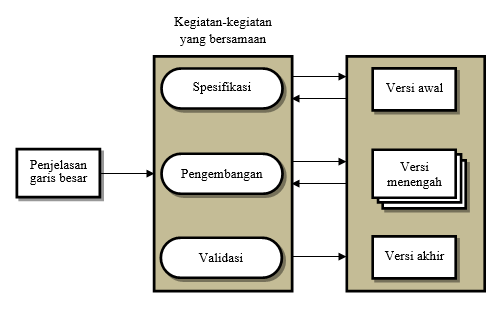 Kegiatan-kegiatan
yang bersamaan
Spesifikasi
Versi awal
Penjelasan
garis besar
Pengembangan
Versi
menengah
Validasi
Versi akhir